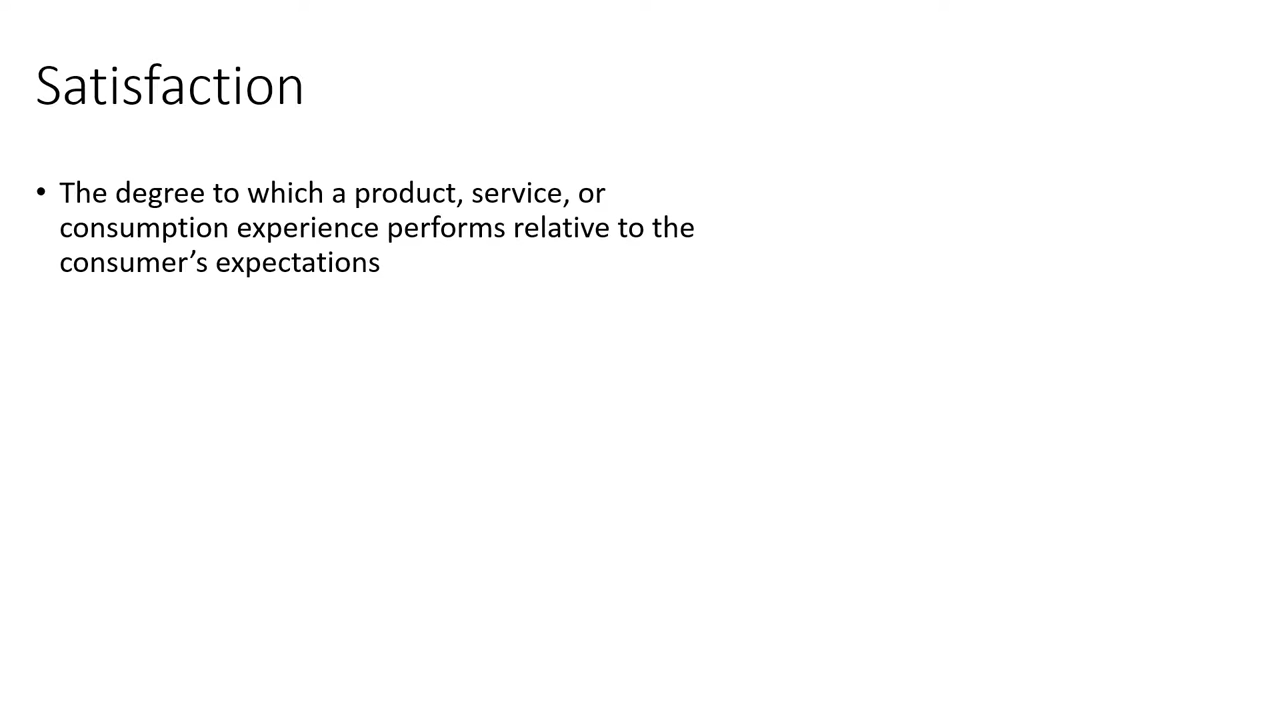 Satisfaction
• The degree to which a product, service, or
consumption experience performs relative to the
consumer’s expectations